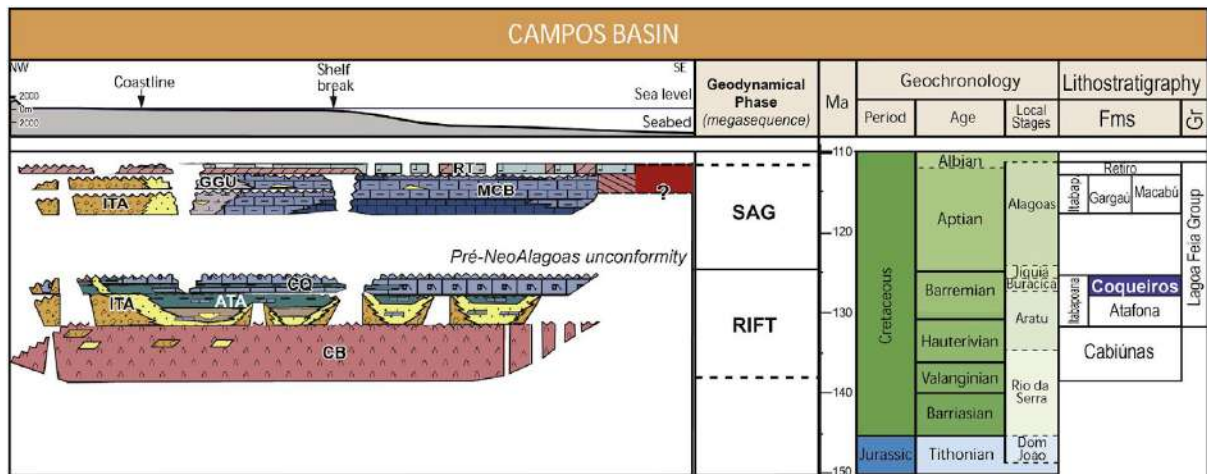 CAMPOS BASIN
NW
Coastline
Shelf
break
SE
Sea level
Seabed
2000
0m
2000
Geodynamical
Phase
(megasequence)
Ma
Geochronology
Period
Age
Local
Stages
Lithostratigraphy
Fms
Gr
RT
GGU
MCB
ITA
?
Pré-NeoAlagoas unconformity
CQ
ATA
ITA
CB
SAG
RIFT
110
120
130
140
150
Cretaceous
Jurassic
Albian
Aptian
Barremian
Hauterivian
Valanginian
Barriasian
Tithonian
Alagoas
Jiquiá
Buracica
Aratu
Rio da
Serra
Dom
João
Retiro
Itabap.
Gargaú
Macabú
Itabapoana
Coqueiros
Atafona
Cabiúnas
Lagoa Feia Group